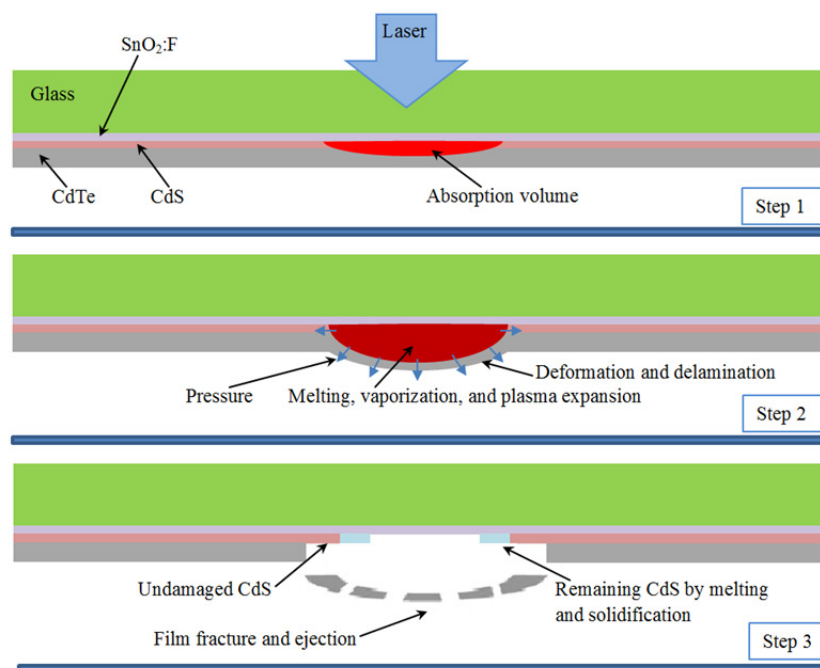 Laser
SnO₂:F
Glass
CdTe
CdS
Absorption volume
Step 1
Pressure
Melting, vaporization, and plasma expansion
Deformation and delamination
Step 2
Undamaged CdS
Remaining CdS by melting
and solidification
Film fracture and ejection
Step 3